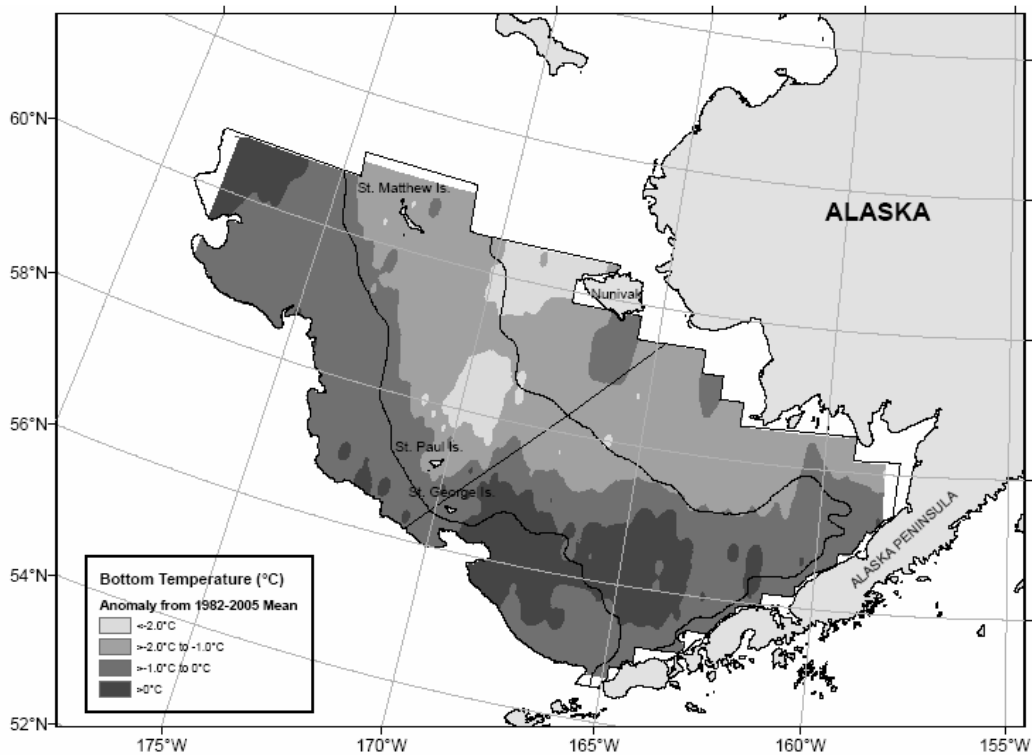 60°N
58°N
56°N
54°N
52°N
St. Matthew Is.
ALASKA
Nunivak
St. Paul Is.
St. George Is.
ALASKA PENINSULA
Bottom Temperature (°C)
Anomaly from 1982-2005 Mean
<-2.0°C
>-2.0°C to -1.0°C
>-1.0°C to 0°C
>0°C
175°W
170°W
165°W
160°W
155°W